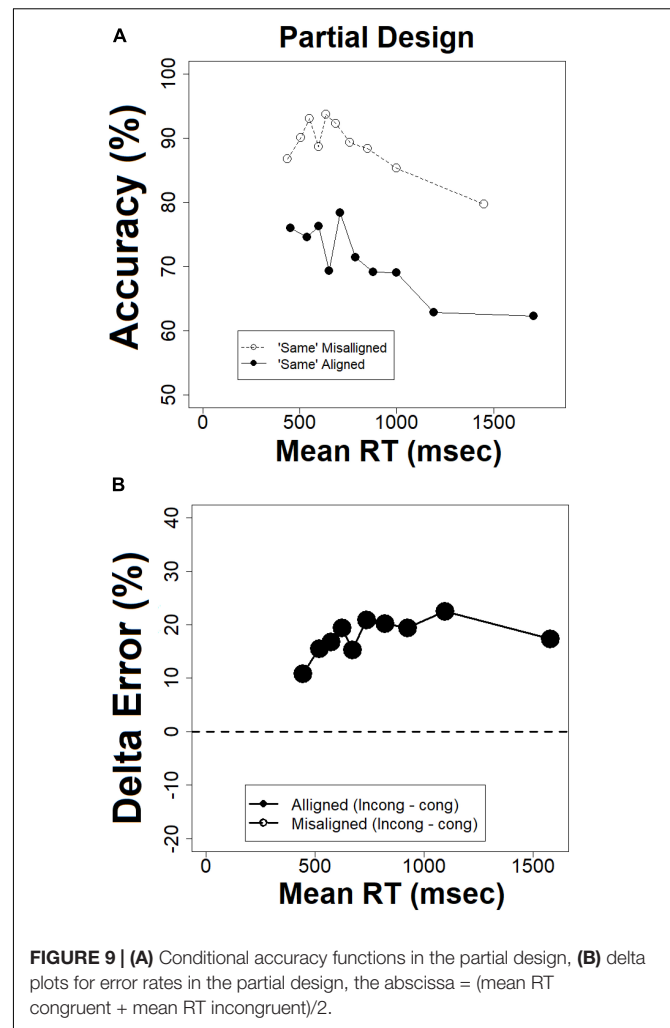 A
Partial Design
Accuracy (%)
100
90
80
70
60
50
'Same' Misalligned
'Same' Aligned
0 500 1000 1500
Mean RT (msec)
B
Delta Error (%)
40
30
20
10
0
-10
-20
Alligned (Incong - cong)
Misaligned (Incong - cong)
0 500 1000 1500
Mean RT (msec)
FIGURE 9 | (A) Conditional accuracy functions in the partial design, (B) delta
plots for error rates in the partial design, the abscissa = (mean RT
congruent + mean RT incongruent)/2.